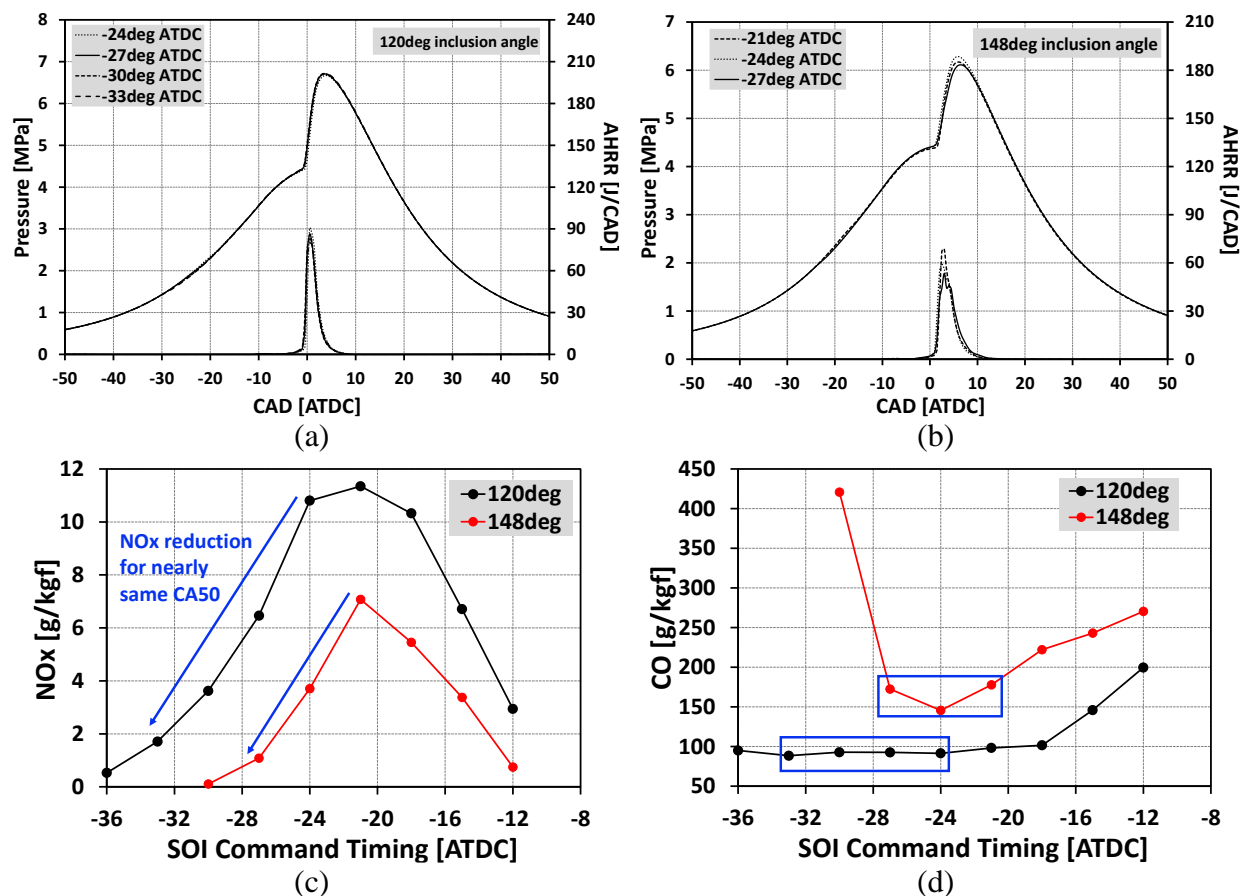 8
7
6
5
4
3
2
1
0
Pressure [MPa]
-24deg ATDC
-27deg ATDC
-30deg ATDC
-33deg ATDC
120deg inclusion angle
240
210
180
150
120
90
60
30
0
AHRR [J/CAD]
-50 -40 -30 -20 -10 0 10 20 30 40 50
CAD [ATDC]
(a)
7
6
5
4
3
2
1
0
Pressure [MPa]
-21deg ATDC
-24deg ATDC
-27deg ATDC
148deg inclusion angle
210
180
150
120
90
60
30
0
AHRR [J/CAD]
-50 -40 -30 -20 -10 0 10 20 30 40 50
CAD [ATDC]
(b)
12
10
8
6
4
2
0
NOx [g/kgf]
NOx reduction
for nearly
same CA50
120deg
148deg
-36 -32 -28 -24 -20 -16 -12 -8
SOI Command Timing [ATDC]
(c)
450
400
350
300
250
200
150
100
50
CO [g/kgf]
120deg
148deg
-36 -32 -28 -24 -20 -16 -12 -8
SOI Command Timing [ATDC]
(d)